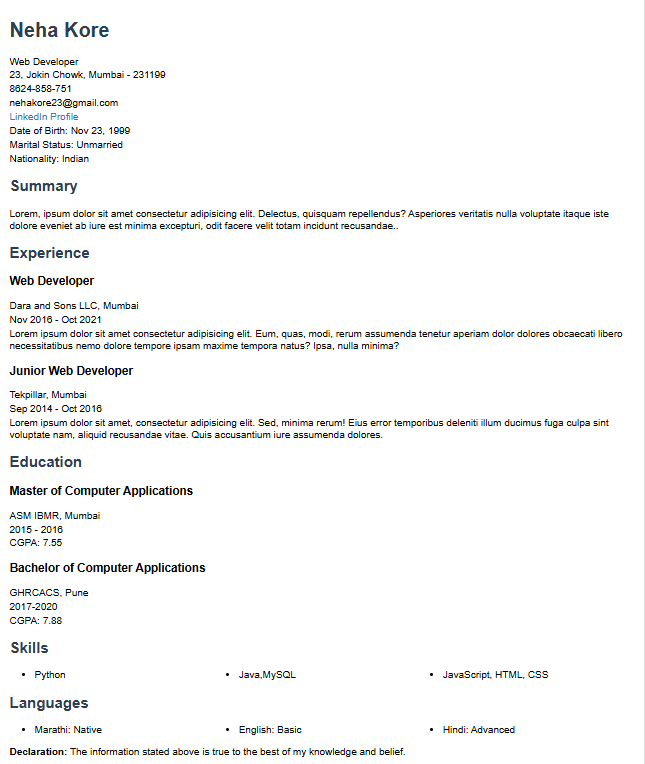 Neha Kore
Web Developer
23, Jokin Chowk, Mumbai - 231199
8624-858-751
nehakore23@gmail.com
LinkedIn Profile
Date of Birth: Nov 23, 1999
Marital Status: Unmarried
Nationality: Indian
Summary
Lorem, ipsum dolor sit amet consectetur adipisicing elit. Delectus, quisquam repellendus? Asperiores veritatis nulla voluptate itaque iste
dolore eveniet ab iure est minima excepturi, odit facere velit totam incidunt recusandae..
Experience
Web Developer
Dara and Sons LLC, Mumbai
Nov 2016 - Oct 2021
Lorem ipsum dolor sit amet consectetur adipisicing elit. Eum, quas, modi, rerum assumenda tenetur aperiam dolor dolores obcaecati libero
necessitatibus nemo dolore tempore ipsam maxime tempora natus? Ipsa, nulla minima?
Junior Web Developer
Tekpillar, Mumbai
Sep 2014 - Oct 2016
Lorem ipsum dolor sit amet, consectetur adipisicing elit. Sed, minima rerum! Eius error temporibus deleniti illum ducimus fuga culpa sint
voluptate nam, aliquid recusandae vitae. Quis accusantium iure assumenda dolores.
Education
Master of Computer Applications
ASM IBMR, Mumbai
2015 - 2016
CGPA: 7.55
Bachelor of Computer Applications
GHRCACS, Pune
2017-2020
CGPA: 7.88
Skills
• Python • Java,MySQL • JavaScript, HTML, CSS
Languages
• Marathi: Native • English: Basic • Hindi: Advanced
Declaration: The information stated above is true to the best of my knowledge and belief.